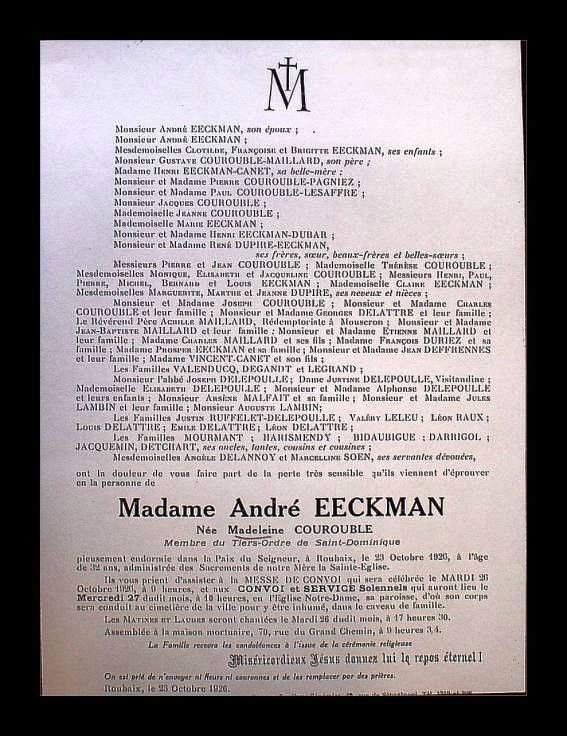 M
Monsieur André EECKMAN, son époux ;
Monsieur André EECKMAN ;
Mesdemoiselles Clotilde, Françoise et Brigitte EECKMAN, ses enfants ;
Monsieur Gustave COUROUBLE-MAILLARD, son père ;
Madame Henri EECKMAN-CANET, sa belle-mère ;
Monsieur et Madame Pierre COUROUBLE-PAGNIEZ ;
Monsieur et Madame Paul COUROUBLE-LESAFFRE ;
Monsieur Jacques COUROUBLE ;
Mademoiselle Jeanne COUROUBLE ;
Mademoiselle Marie EECKMAN ;
Monsieur et Madame Henri EECKMAN-DUBAR ;
Monsieur et Madame René DUPIRE-EECKMAN,
ses frères, sœur, beaux-frères et belles-sœurs ;
Messieurs Pierre et Jean COUROUBLE ; Mademoiselle Thérèse COUROUBLE ;
Mesdemoiselles Monique, Elisabeth et Jacqueline COUROUBLE ; Messieurs Henri, Paul,
Pierre, Michel, Bernard et Louis EECKMAN ; Mademoiselle Claire EECKMAN ;
Mesdemoiselles Marguerite, Marthe et Jeanne DUPIRE, ses neveux et nièces ;
Monsieur et Madame Joseph COUROUBLE ; Monsieur et Madame Charles
COUROUBLE et leur famille ; Monsieur et Madame Georges DELATTRE et leur famille ;
Le Révérend Père Achille MAILLARD, Rédemptoriste à Mouscron ; Monsieur et Madame
Jean-Baptiste MAILLARD et leur famille ; Monsieur et Madame Etienne MAILLARD et
leur famille ; Madame Charles MAILLARD et ses fils ; Madame François DURIEZ et sa
famille ; Madame Prosper EECKMAN et sa famille ; Monsieur et Madame Jean DEFFRENNES
et leur famille ; Madame VINCENT-CANET et son fils ;
Les Familles VALENDUCQ, DEGANDT et LEGRAND ;
Monsieur l'abbé Joseph DELEPOULLE ; Dame Justine DELEPOULLE, Visitandine ;
Mademoiselle Elisabeth DELEPOULLE ; Monsieur et Madame Alphonse DELEPOULLE
et leurs enfants ; Monsieur Arsène MALFAIT et sa famille ; Monsieur et Madame Jules
LAMBIN et leur famille ; Monsieur Auguste LAMBIN ;
Les Familles Justin RUFFELET-DELEPOULLE ; Valéry LELEU ; Léon RAUX ;
Louis DELATTRE ; Emile DELATTRE ; Léon DELATTRE ;
Les Familles MOURMANT ; HARISMENDY ; BIDAUBIGUE ; DARRIGOL ;
JACQUEMIN, DETCHART, ses oncles, tantes, cousins et cousines ;
Mesdemoiselles Angèle DELANNOY et Marcelline SOEN, ses servantes dévouées,
ont la douleur de vous faire part de la perte très sensible qu'ils viennent d'éprouver
en la personne de
Madame André EECKMAN
Née Madeleine COUROUBLE
Membre du Tiers-Ordre de Saint-Dominique
pieusement endormie dans la Paix du Seigneur, à Roubaix, le 23 Octobre 1926, à l'âge
de 32 ans, administrée des Sacrements de notre Mère la Sainte-Eglise.
Ils vous prient d'assister à la MESSE DE CONVOI qui sera célébrée le MARDI 26
Octobre 1926, à 9 heures, et aux CONVOI et SERVICE Solennels qui auront lieu le
Mercredi 27 dudit mois, à 10 heures, en l'Eglise Notre-Dame, sa paroisse, d'où son corps
sera conduit au cimetière de la ville pour y être inhumé, dans le caveau de famille.
Les Matines et Laudes seront chantées le Mardi 26 dudit mois, à 17 heures 30.
Assemblée à la maison mortuaire, 70, rue du Grand Chemin, à 9 heures 3/4.
La Famille recevra les condoléances à l'issue de la cérémonie religieuse
Miséricordieux Jésus donnez lui le repos éternel !
On est prié de n'envoyer ni fleurs ni couronnes et de les remplacer par des prières.
Roubaix, le 23 Octobre 1926.